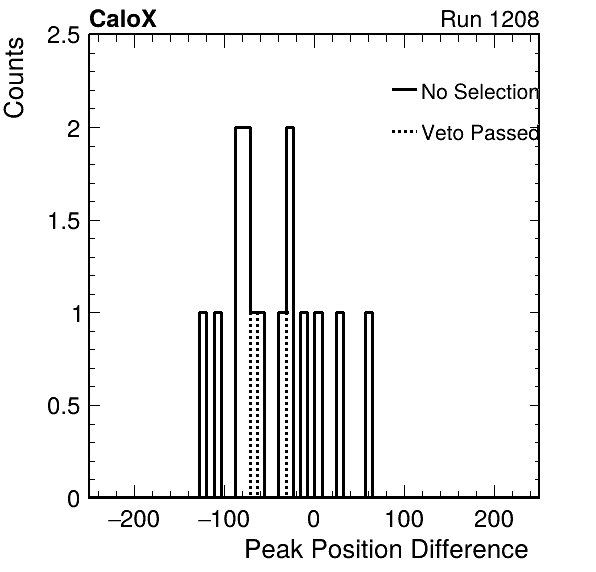 CaloX Run 1208
Counts
2.5
2
1.5
1
0.5
0
No Selection
Veto Passed
−200 −100 0 100 200
Peak Position Difference